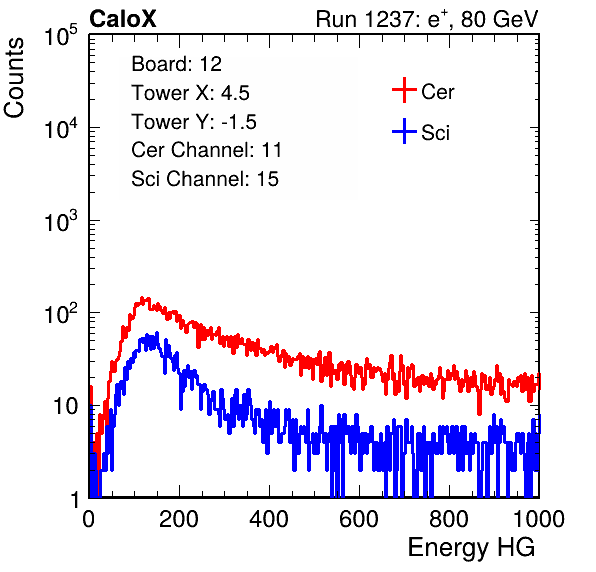 CaloX Run 1237: e⁺, 80 GeV
Counts
Board: 12
Tower X: 4.5
Tower Y: -1.5
Cer Channel: 11
Sci Channel: 15
Cer
Sci
10⁵
10⁴
10³
10²
10
1
0 200 400 600 800 1000
Energy HG